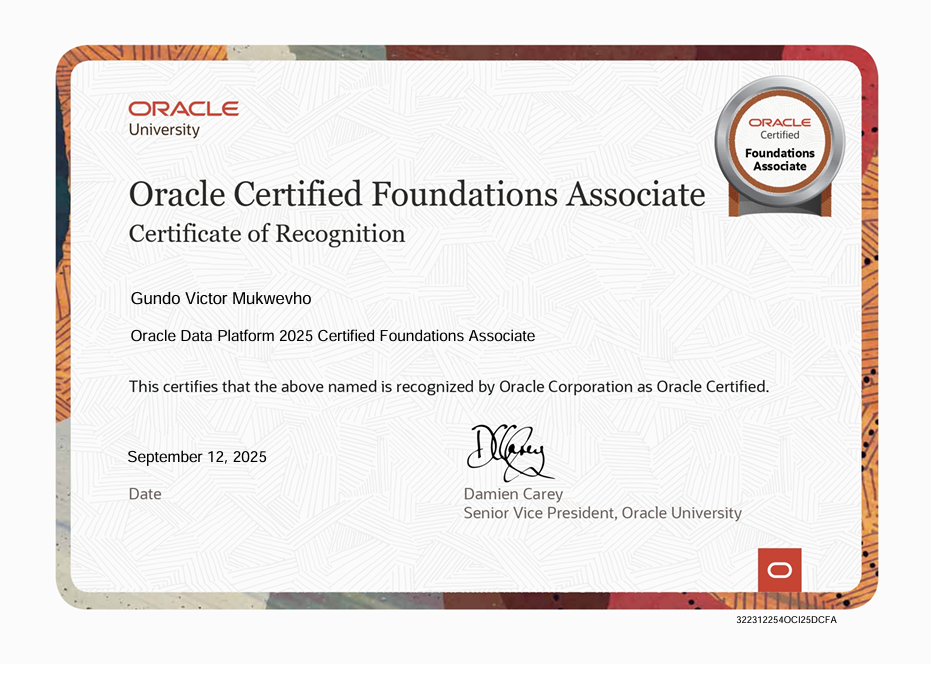 ORACLE
University
ORACLE
Certified
Foundations
Associate
Oracle Certified Foundations Associate
Certificate of Recognition
Gundo Victor Mukwevho
Oracle Data Platform 2025 Certified Foundations Associate
This certifies that the above named is recognized by Oracle Corporation as Oracle Certified.
September 12, 2025
Date
DCarey
Damien Carey
Senior Vice President, Oracle University
322312254OCI25DCFA